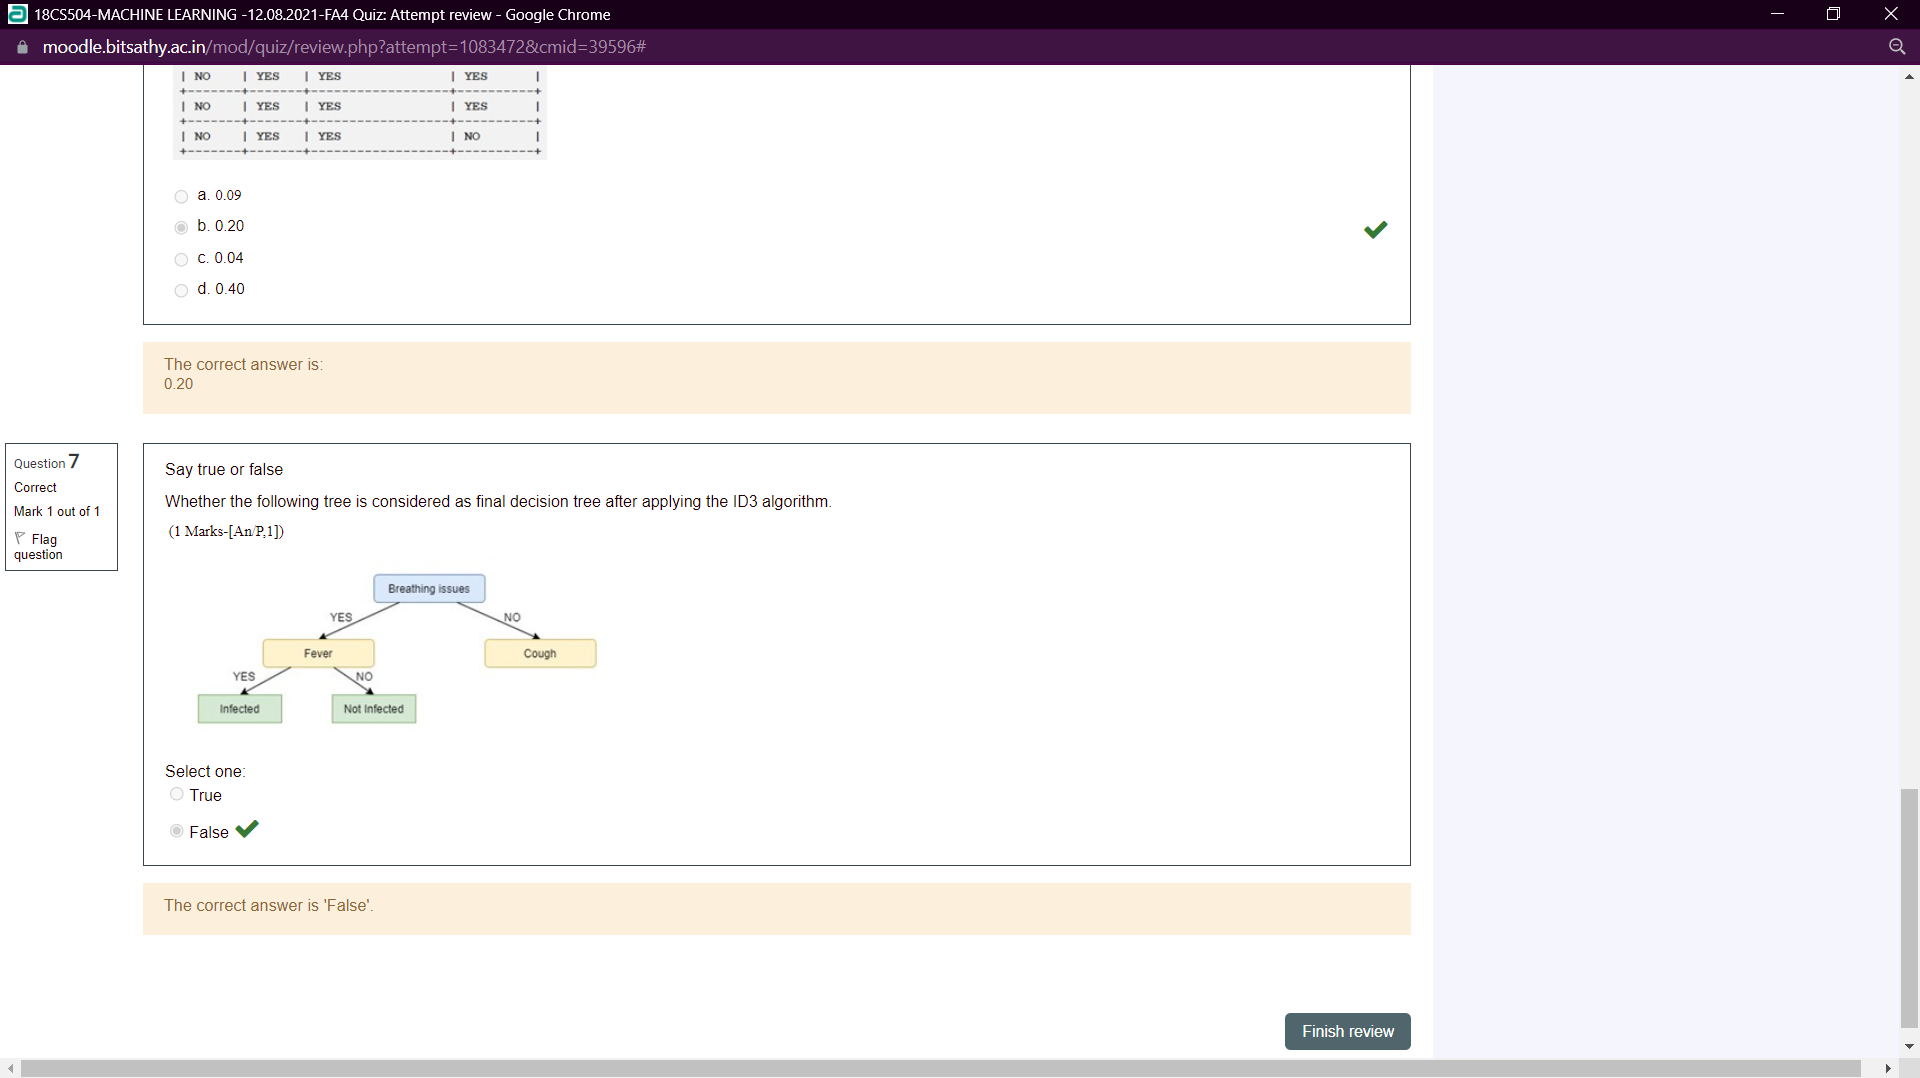 18CS504-MACHINE LEARNING -12.08.2021-FA4 Quiz: Attempt review - Google Chrome
moodle.bitsathy.ac.in/mod/quiz/review.php?attempt=1083472&cmid=39596#
| NO | YES | YES | YES |
+-------+-------+----------------+----------+
| NO | YES | YES | YES |
+-------+-------+----------------+----------+
| NO | YES | YES | NO |
+-------+-------+----------------+----------+
a. 0.09
b. 0.20
c. 0.04
d. 0.40
The correct answer is:
0.20
Question 7
Correct
Mark 1 out of 1
Flag
question
Say true or false
Whether the following tree is considered as final decision tree after applying the ID3 algorithm.
(1 Marks-[An/P,1])
Breathing issues
YES NO
Fever Cough
YES NO
Infected Not Infected
Select one:
True
False
The correct answer is 'False'.
Finish review